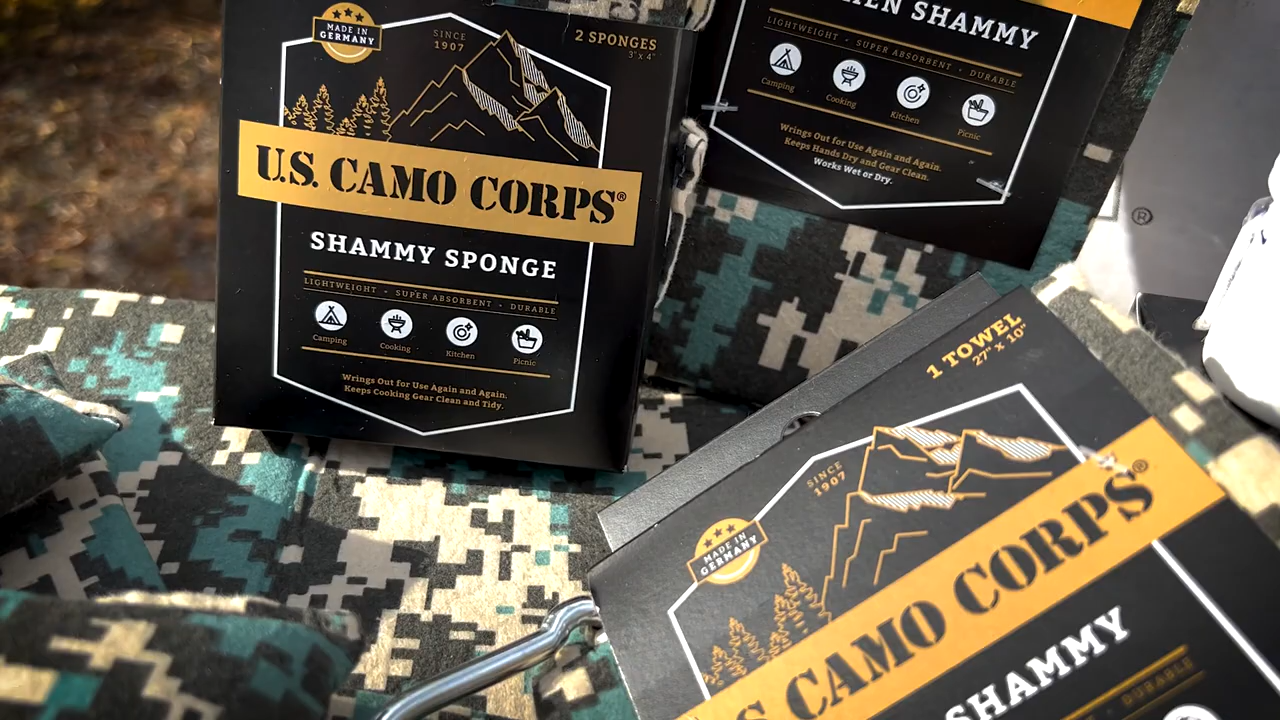 MADE IN
GERMANY
SINCE
1907
2 SPONGES
3" x 4"
U.S. CAMO CORPS®
SHAMMY SPONGE
LIGHTWEIGHT • SUPER ABSORBENT • DURABLE
Camping Cooking Kitchen Picnic
Wrings Out for Use Again and Again.
Keeps Cooking Gear Clean and Tidy.
SHAMMY
LIGHTWEIGHT • SUPER ABSORBENT • DURABLE
Camping Cooking Kitchen Picnic
Wrings Out for Use Again and Again.
Keeps Hands Dry and Gear Clean.
Works Wet or Dry.
®
1 TOWEL
27" x 10"
SINCE
1907
MADE IN
GERMANY
S. CAMO CORPS®
SHAMMY
DURABLE